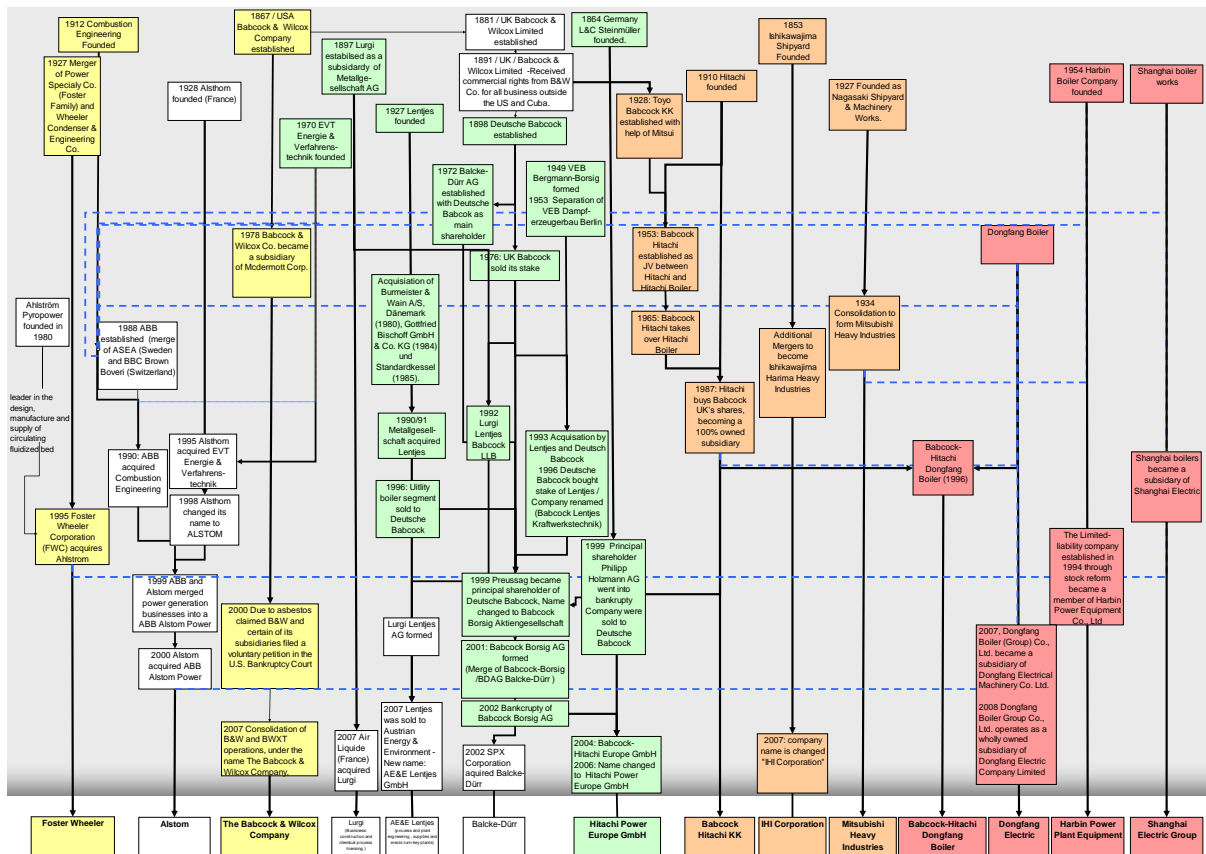 1912 Combustion
Engineering
Founded
1927 Merger
of Power
Specialy Co.
(Foster
Family) and
Wheeler
Condenser &
Engineering
Co.
1928 Alsthom
founded (France)
1867 / USA
Babcock & Wilcox
Company
established
1970 EVT
Energie &
Verfahrens-
technik founded
1897 Lurgi
estabilsed as a
subsidardy of
Metallge-
sellschaft AG
1927 Lentjes
founded
1881 / UK Babcock &
Wilcox Limited
established
1891 / UK / Babcock &
Wilcox Limited -Received
commercial rights from B&W
Co. for all business outside
the US and Cuba.
1898 Deutsche Babcock
established
1864 Germany
L&C Steinmüller
founded.
1972 Balcke-
Dürr AG
established
with Deutsche
Babcok as
main
shareholder
1949 VEB
Bergmann-Borsig
formed
1953 Separation of
VEB Dampf-
erzeugerbau Berlin
1928: Toyo
Babcock KK
established with
help of Mitsui
1910 Hitachi
founded
1853
Ishikawajima
Shipyard
Founded
1927 Founded as
Nagasaki Shipyard
& Machinery
Works.
1954 Harbin
Boiler Company
founded
Shanghai boiler
works
1978 Babcock &
Wilcox Co. became
a subsidiary
of Mcdermott Corp.
1976: UK Babcock
sold its stake
1953: Babcock
Hitachi
established as
JV between
Hitachi and
Hitachi Boiler
Dongfang Boiler
Ahlström
Pyropower
founded in
1980
1988 ABB
established (merge
of ASEA (Sweden
and BBC Brown
Boveri (Switzerland)
Acquisiation of
Burmeister &
Wain A/S,
Dänemark
(1980), Gottfried
Bischoff GmbH
& Co. KG (1984)
und
Standardkessel
(1985).
1965: Babcock
Hitachi takes
over Hitachi
Boiler
Additional
Mergers to
become
Ishikawajima
Harima Heavy
Industries
1934
Consolidation to
form Mitsubishi
Heavy Industries
leader in the
design,
manufacture and
supply of
circulating
fluidized bed
1990: ABB
acquired
Combustion
Engineering
1995 Alsthom
acquired EVT
Energie &
Verfahrens-
technik
1998 Alsthom
changed its
name to
ALSTOM
1990/91
Metallgesell-
schaft acquired
Lentjes
1996: Uitlity
boiler segment
sold to
Deutsche
Babcock
1992
Lurgi
Lentjes
Babcock
LLB
1993 Acquisation by
Lentjes and Deutsch
Babcock
1996 Deutsche
Babcock bought
stake of Lentjes /
Company renamed
(Babcock Lentjes
Kraftwerkstechnik)
1987: Hitachi
buys Babcock
UK's shares,
becoming a
100% owned
subsidiary
Babcock-
Hitachi
Dongfang
Boiler (1996)
Shanghai boilers
became a
subsidary of
Shanghai Electric
1995 Foster
Wheeler
Corporation
(FWC) acquires
Ahlstrom
1999 ABB and
Alstom merged
power generation
businesses into a
ABB Alstom Power
2000 Alstom
acquired ABB
Alstom Power
2000 Due to asbestos
claimed B&W and
certain of its
subsidiaries filed a
voluntary petition in the
U.S. Bankruptcy Court
Lurgi Lentjes
AG formed
1999 Preussag became
principal shareholder of
Deutsche Babcock, Name
changed to Babcock
Borsig Aktiengesellschaft
2001: Babcock Borsig AG
formed
(Merge of Babcock-Borsig
/BDAG Balcke-Dürr )
2002 Bankcrupty of
Babcock Borsig AG
1999 Principal
shareholder
Philipp
Holzmann AG
went into
bankrupty
Company were
sold to
Deutsche
Babcock
The Limited-
liability company
established in
1994 through
stock reform
became a
member of Harbin
Power Equipment
Co., Ltd
2007, Dongfang
Boiler (Group) Co.,
Ltd. became a
subsidiary of
Dongfang Electrical
Machinery Co. Ltd.
2008 Dongfang
Boiler Group Co.,
Ltd. operates as a
wholly owned
subsidiary of
Dongfang Electric
Company Limited
2007 Consolidation of
B&W and BWXT
operations, under the
name The Babcock &
Wilcox Company.
2007 Air
Liquide
(France)
acquired
Lurgi
2007 Lentjes
was sold to
Austrian
Energy &
Environment -
New name:
AE&E Lentjes
GmbH
2002 SPX
Corporation
aquired Balcke-
Dürr
2004: Babcock-
Hitachi Europe GmbH
2006: Name changed
to Hitachi Power
Europe GmbH
2007: company
name is changed
"IHI Corporation"
Foster Wheeler
Alstom
The Babcock & Wilcox
Company
Lurgi
(Business:
construction and
chemical process
licensing )
AE&E Lentjes
(process and plant
engineering , supplies and
erects turn-key plants)
Balcke-Dürr
Hitachi Power
Europe GmbH
Babcock
Hitachi KK
IHI Corporation
Mitsubishi
Heavy
Industries
Babcock-Hitachi
Dongfang
Boiler
Dongfang
Electric
Harbin Power
Plant Equipment
Shanghai
Electric Group